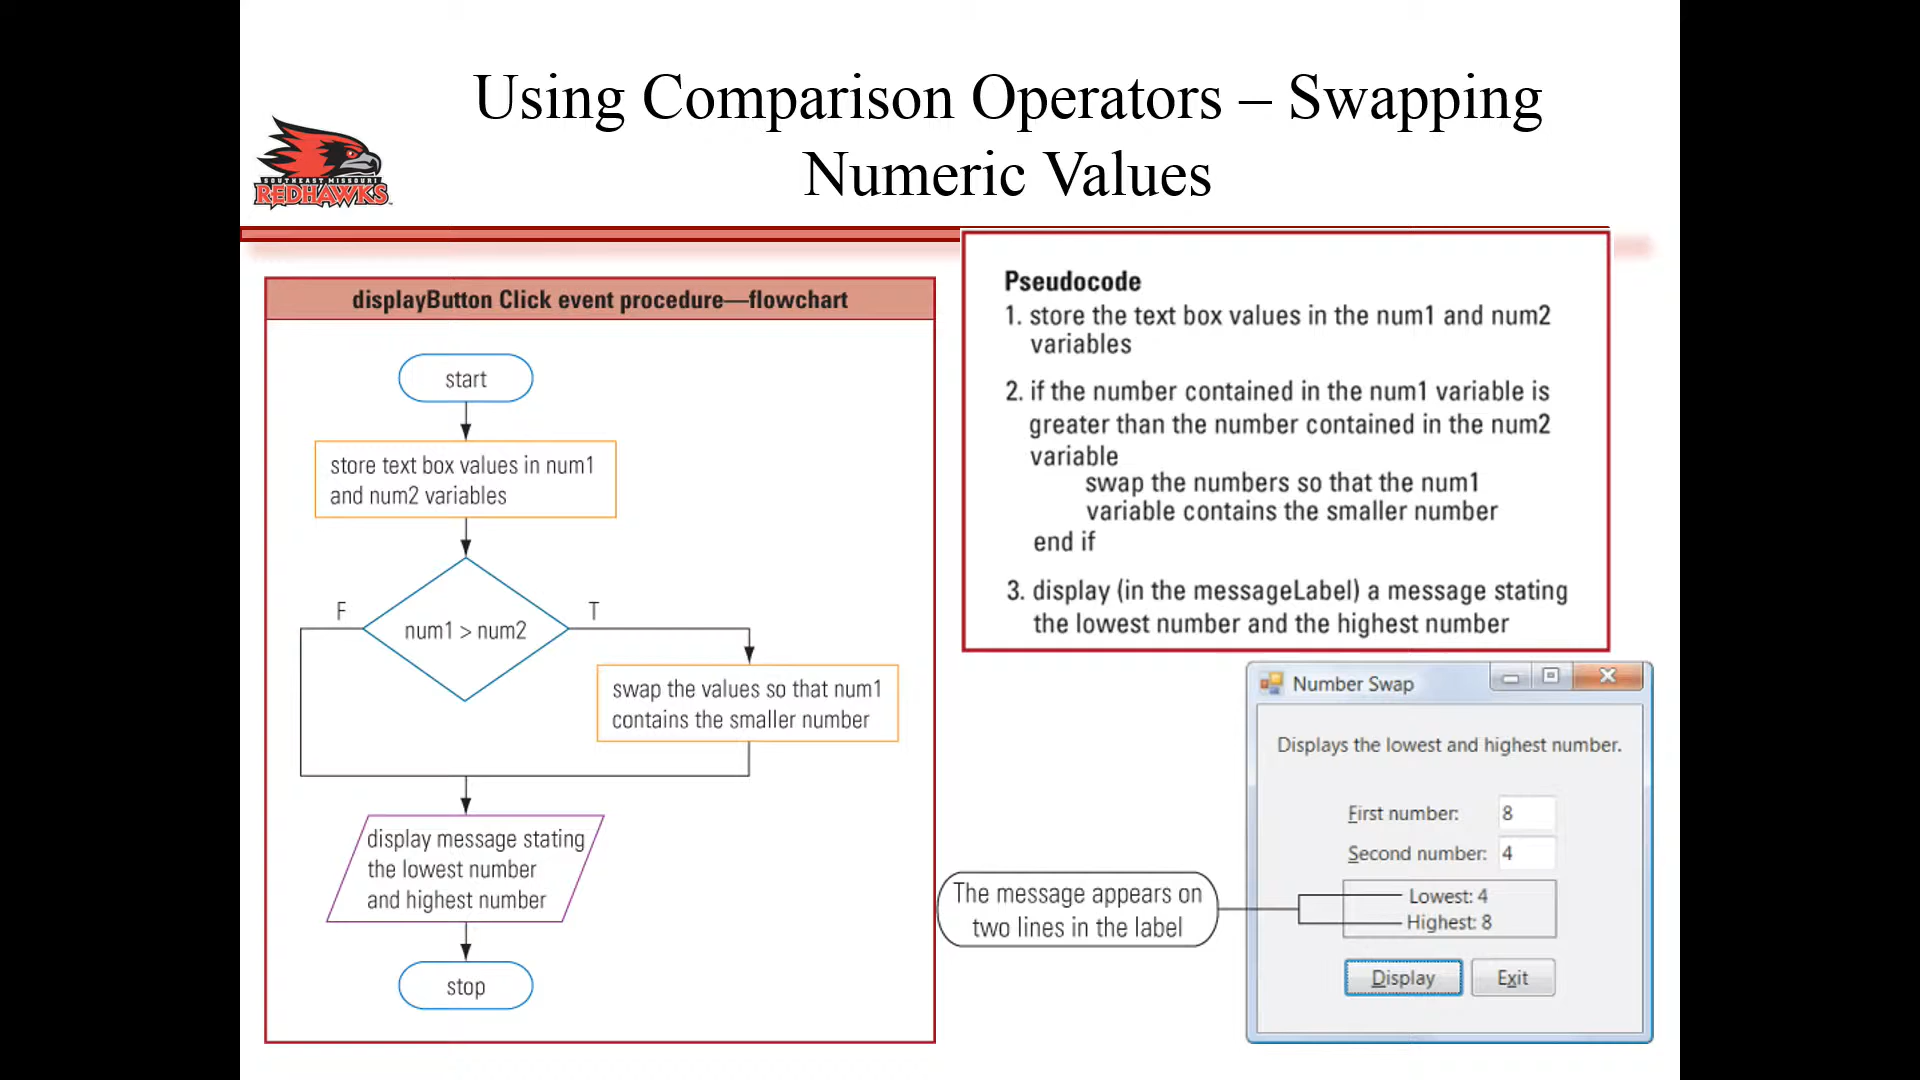 Using Comparison Operators – Swapping
Numeric Values
SOUTHEAST MISSOURI
REDHAWKS
displayButton Click event procedure—flowchart
start
store text box values in num1
and num2 variables
F
num1 > num2
T
swap the values so that num1
contains the smaller number
display message stating
the lowest number
and highest number
stop
Pseudocode
1. store the text box values in the num1 and num2
variables
2. if the number contained in the num1 variable is
greater than the number contained in the num2
variable
swap the numbers so that the num1
variable contains the smaller number
end if
3. display (in the messageLabel) a message stating
the lowest number and the highest number
The message appears on
two lines in the label
Number Swap
Displays the lowest and highest number.
First number: 8
Second number: 4
Lowest: 4
Highest: 8
Display Exit